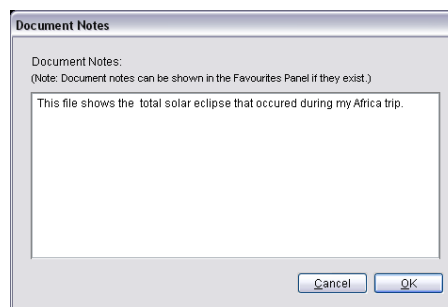 Document Notes
Document Notes:
(Note: Document notes can be shown in the Favourites Panel if they exist.)
This file shows the  total solar eclipse that occured during my Africa trip.
Cancel
OK